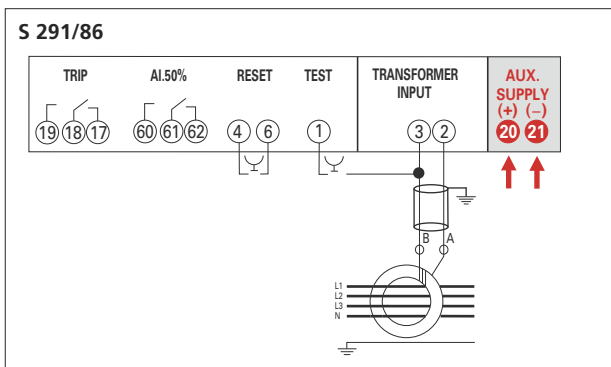 S 291/86
TRIP AI.50% RESET TEST TRANSFORMER INPUT AUX. SUPPLY
(+) (–)
19 18 17 60 61 62 4 6 1 3 2 20 21
B A
L1
L2
L3
N